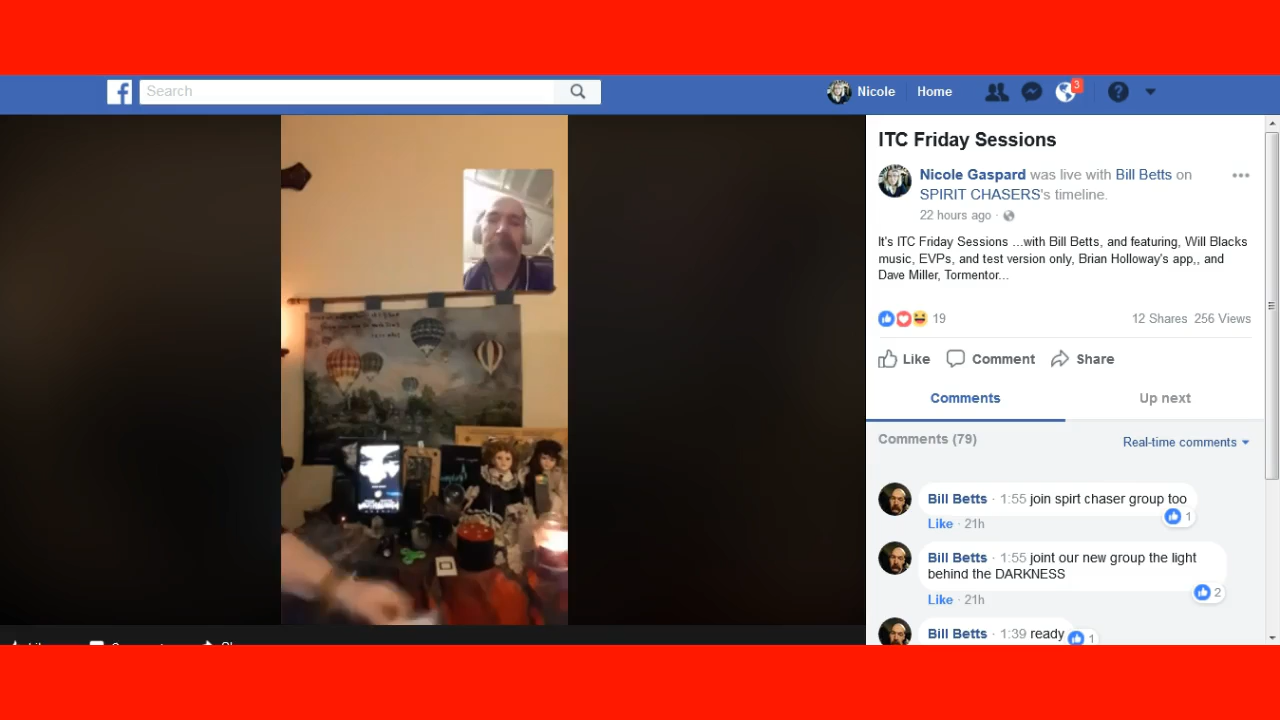 f
Search
Nicole
Home
3
?
ITC Friday Sessions
Nicole Gaspard was live with Bill Betts on
SPIRIT CHASERS's timeline.
22 hours ago ·
It's ITC Friday Sessions ...with Bill Betts, and featuring, Will Blacks
music, EVPs, and test version only, Brian Holloway's app,, and
Dave Miller, Tormentor...
19
12 Shares 256 Views
Like
Comment
Share
Comments
Up next
Comments (79)
Real-time comments
Bill Betts · 1:55 join spirt chaser group too
1
Like · 21h
Bill Betts · 1:55 joint our new group the light
behind the DARKNESS
2
Like · 21h
Bill Betts · 1:39 ready
1